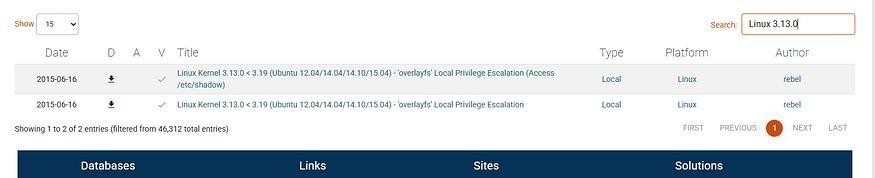 Show 15 Search: Linux 3.13.0
Date D A V Title Type Platform Author
2015-06-16 Linux Kernel 3.13.0 < 3.19 (Ubuntu 12.04/14.04/14.10/15.04) - 'overlayfs' Local Privilege Escalation (Access Local Linux rebel
/etc/shadow)
2015-06-16 Linux Kernel 3.13.0 < 3.19 (Ubuntu 12.04/14.04/14.10/15.04) - 'overlayfs' Local Privilege Escalation Local Linux rebel
Showing 1 to 2 of 2 entries (filtered from 46,312 total entries) FIRST PREVIOUS 1 NEXT LAST
Databases Links Sites Solutions